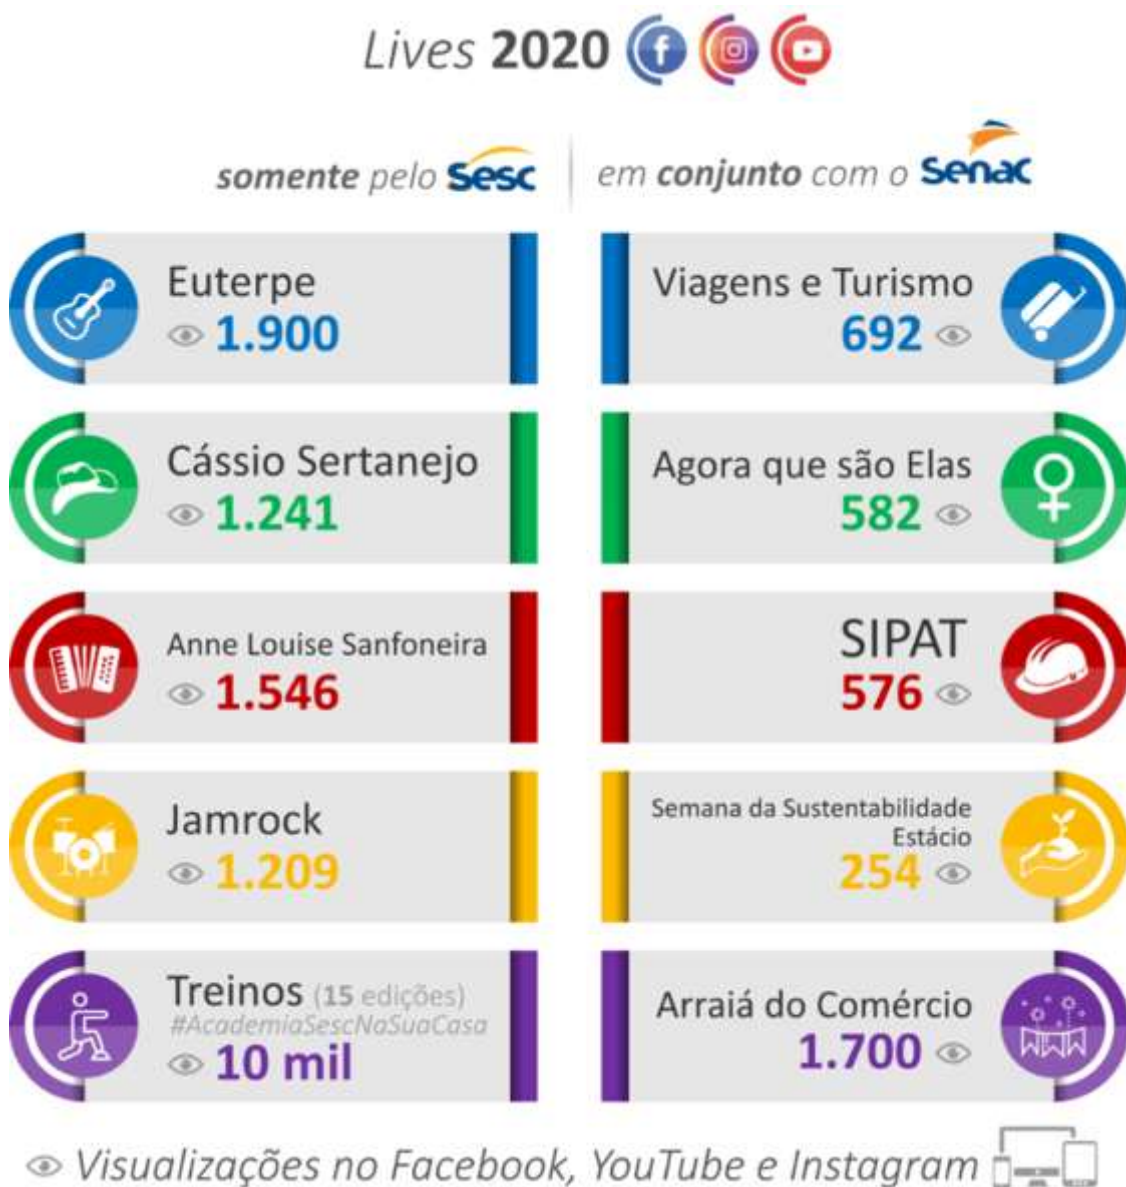 Lives 2020
somente pelo Sesc
em conjunto com o Senac
Euterpe
1.900
Cássio Sertanejo
1.241
Anne Louise Sanfoneira
1.546
Jamrock
1.209
Treinos (15 edições)
#AcademiaSescNaSuaCasa
10 mil
Viagens e Turismo
692
Agora que são Elas
582
SIPAT
576
Semana da Sustentabilidade
Estácio
254
Arraiá do Comércio
1.700
Visualizações no Facebook, YouTube e Instagram